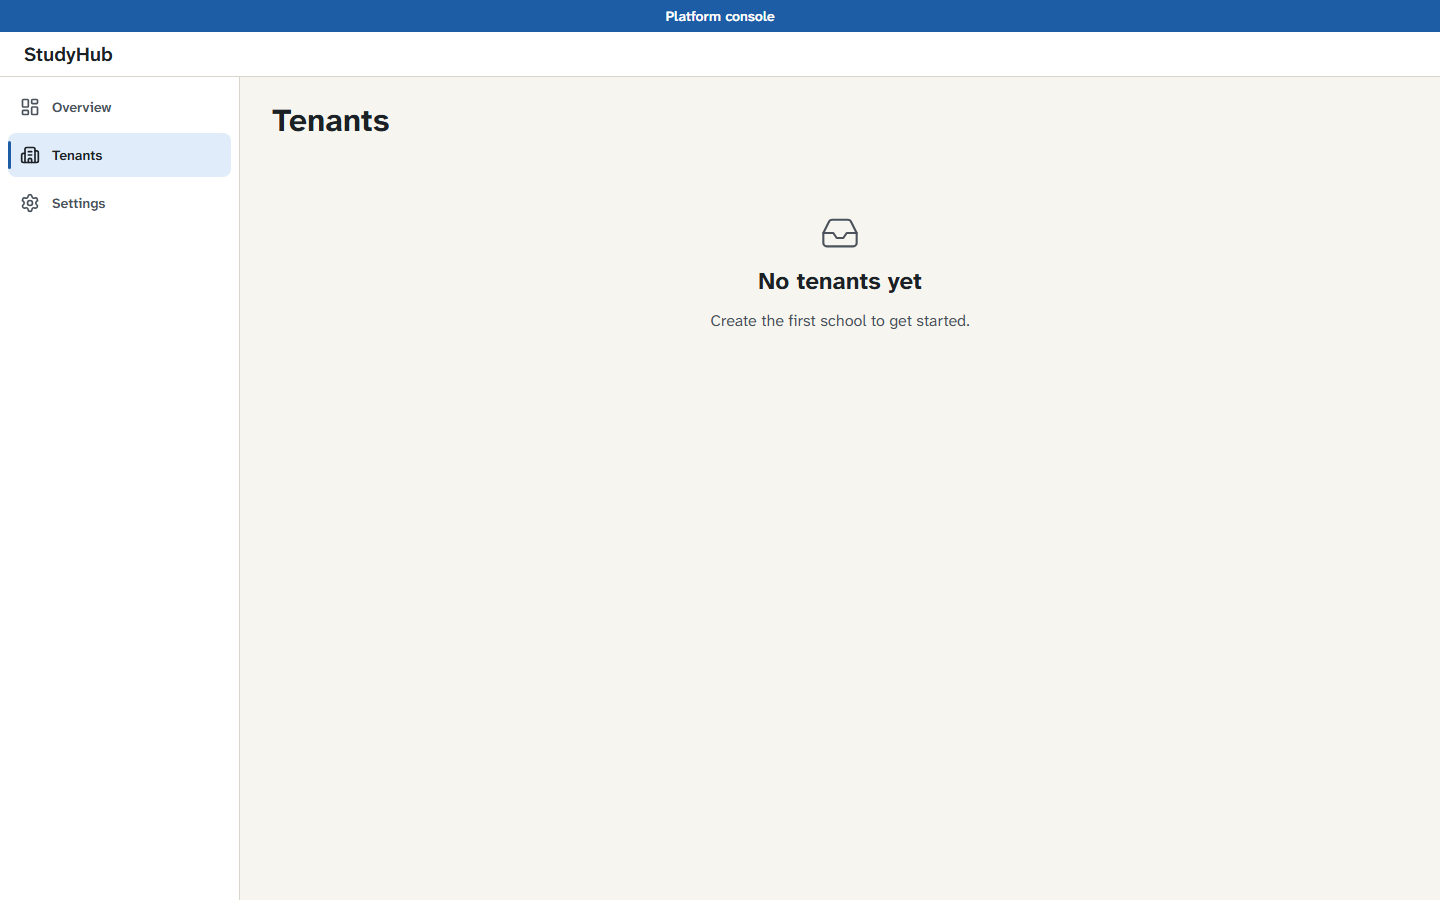 Platform console
StudyHub
Overview
Tenants
Settings
Tenants
No tenants yet
Create the first school to get started.